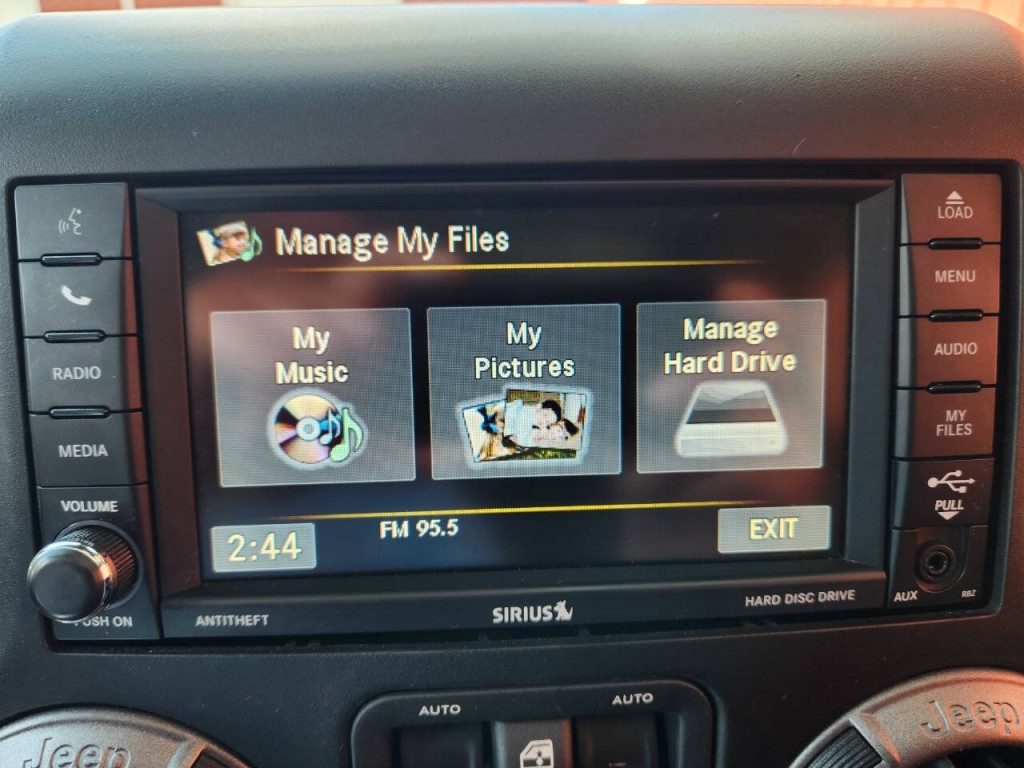 LOAD
Manage My Files
MENU
My
Music
My
Pictures
Manage
Hard Drive
RADIO
AUDIO
MY
FILES
MEDIA
VOLUME
PULL
2:44
FM 95.5
EXIT
PUSH ON
ANTITHEFT
SIRIUS
HARD DISC DRIVE
AUX
RBZ
AUTO
AUTO
Jeep
Jeep